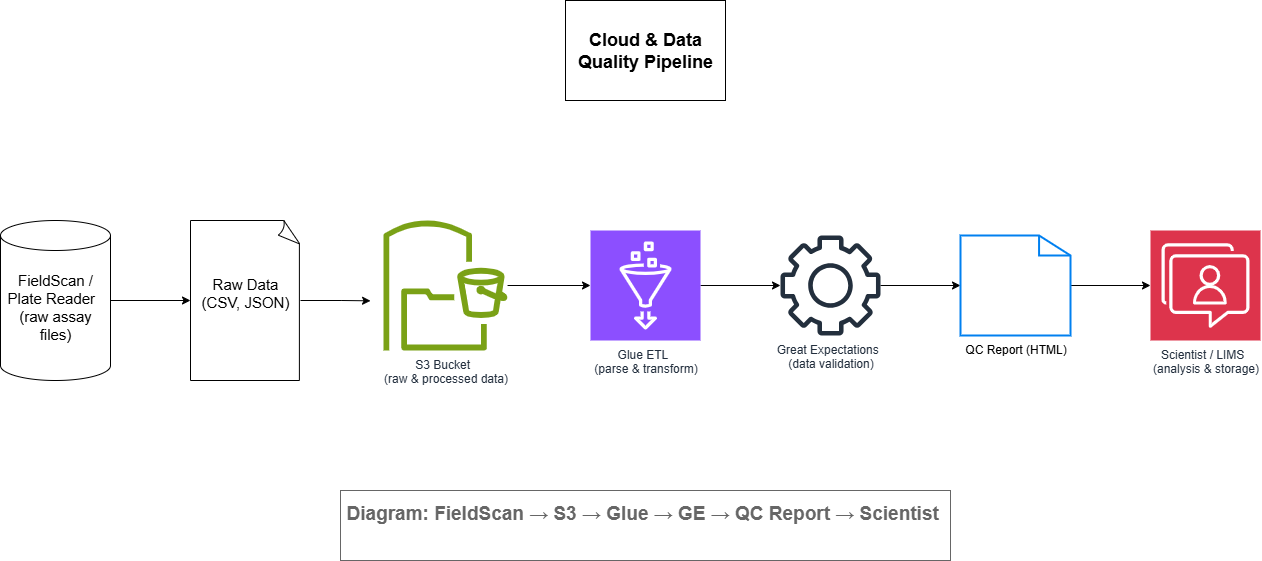 Cloud & Data
Quality Pipeline
FieldScan /
Plate Reader
(raw assay
files)
Raw Data
(CSV, JSON)
S3 Bucket
(raw & processed data)
Glue ETL
(parse & transform)
Great Expectations
(data validation)
QC Report (HTML)
Scientist / LIMS
(analysis & storage)
Diagram: FieldScan → S3 → Glue → GE → QC Report → Scientist